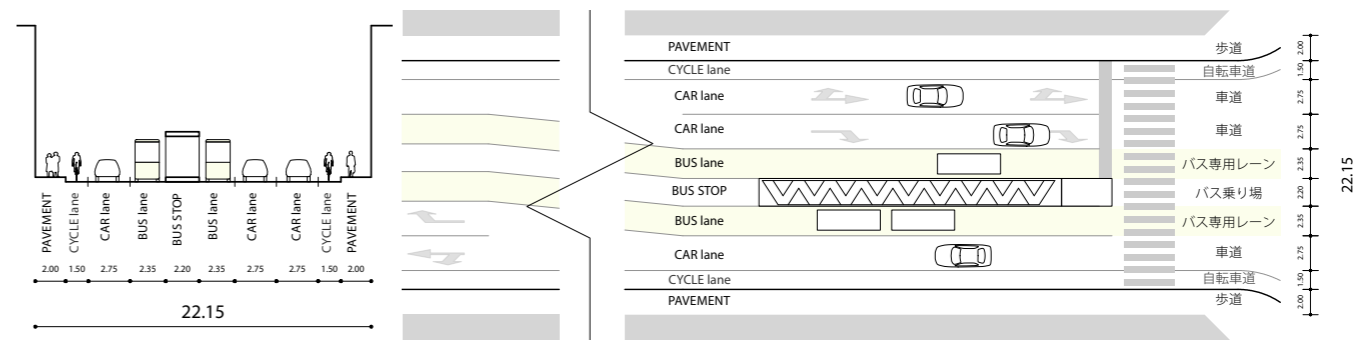 PAVEMENT
CYCLE lane
CAR lane
BUS lane
BUS STOP
BUS lane
CAR lane
CAR lane
CYCLE lane
PAVEMENT
2.00 1.50 2.75 2.35 2.20 2.35 2.75 2.75 1.50 2.00
22.15
PAVEMENT 歩道 2.00
CYCLE lane 自転車道 1.50
CAR lane 車道 2.75
CAR lane 車道 2.75
BUS lane バス専用レーン 2.35
BUS STOP バス乗り場 2.20
BUS lane バス専用レーン 2.35
CAR lane 車道 2.75
CYCLE lane 自転車道 1.50
PAVEMENT 歩道 2.00
22.15